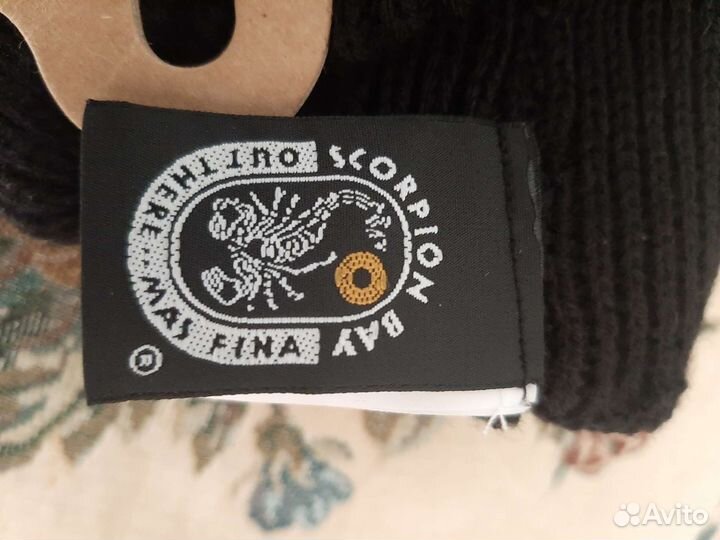 SCORPION BAY
OUT THERE MAS FINA
®
Avito